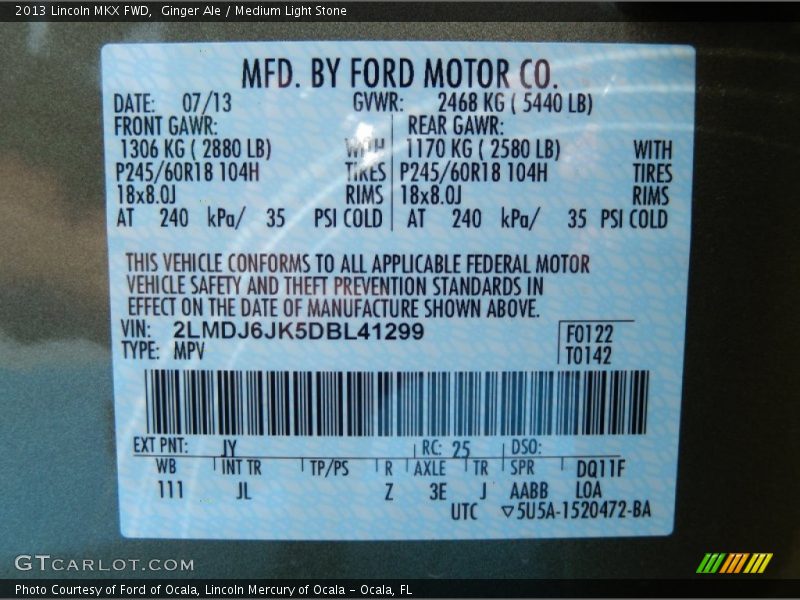 2013 Lincoln MKX FWD,  Ginger Ale / Medium Light Stone
MFD. BY FORD MOTOR CO.
DATE: 07/13 GVWR: 2468 KG ( 5440 LB)
FRONT GAWR: REAR GAWR:
1306 KG ( 2880 LB) WITH 1170 KG ( 2580 LB) WITH
P245/60R18 104H TIRES P245/60R18 104H TIRES
18x8.0J RIMS 18x8.0J RIMS
AT 240 kPa/ 35 PSI COLD AT 240 kPa/ 35 PSI COLD
THIS VEHICLE CONFORMS TO ALL APPLICABLE FEDERAL MOTOR
VEHICLE SAFETY AND THEFT PREVENTION STANDARDS IN
EFFECT ON THE DATE OF MANUFACTURE SHOWN ABOVE.
VIN: 2LMDJ6JK5DBL41299 F0122
TYPE: MPV T0142
EXT PNT: JY RC: 25 DSO:
WB INT TR TP/PS R AXLE TR SPR DQ11F
111 JL Z 3E J AABB LOA
UTC ▽5U5A-1520472-BA
GTCARLOT.COM
Photo Courtesy of Ford of Ocala, Lincoln Mercury of Ocala – Ocala, FL